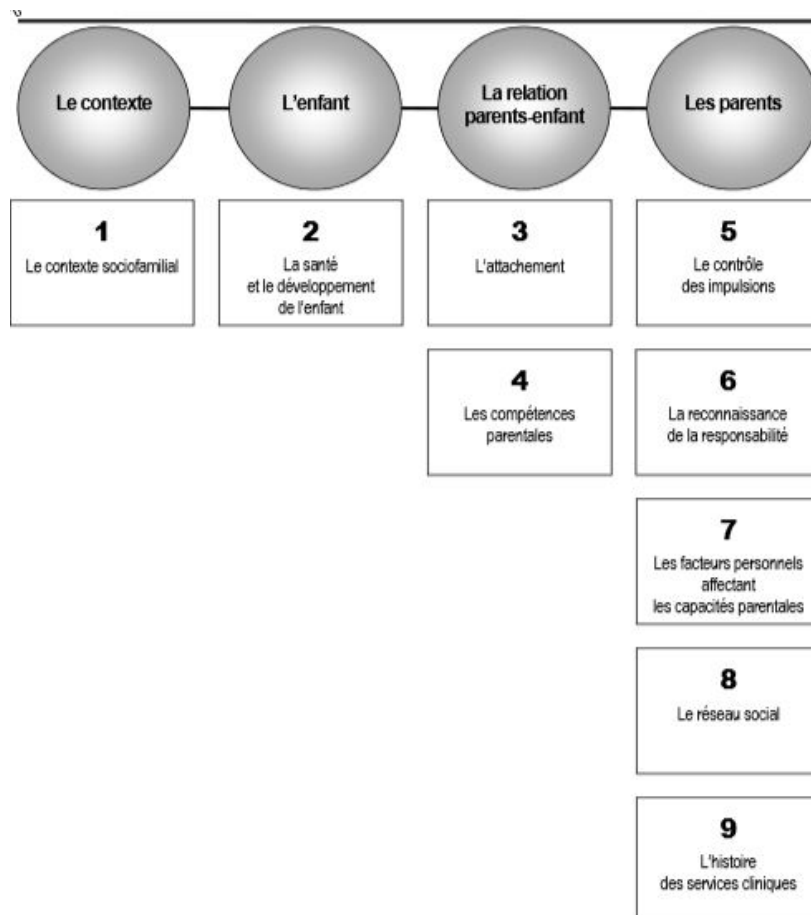 Le contexte
L'enfant
La relation
parents-enfant
Les parents
1
Le contexte sociofamilial
2
La santé
et le développement
de l'enfant
3
L'attachement
5
Le contrôle
des impulsions
4
Les compétences
parentales
6
La reconnaissance
de la responsabilité
7
Les facteurs personnels
affectant
les capacités parentales
8
Le réseau social
9
L'histoire
des services cliniques